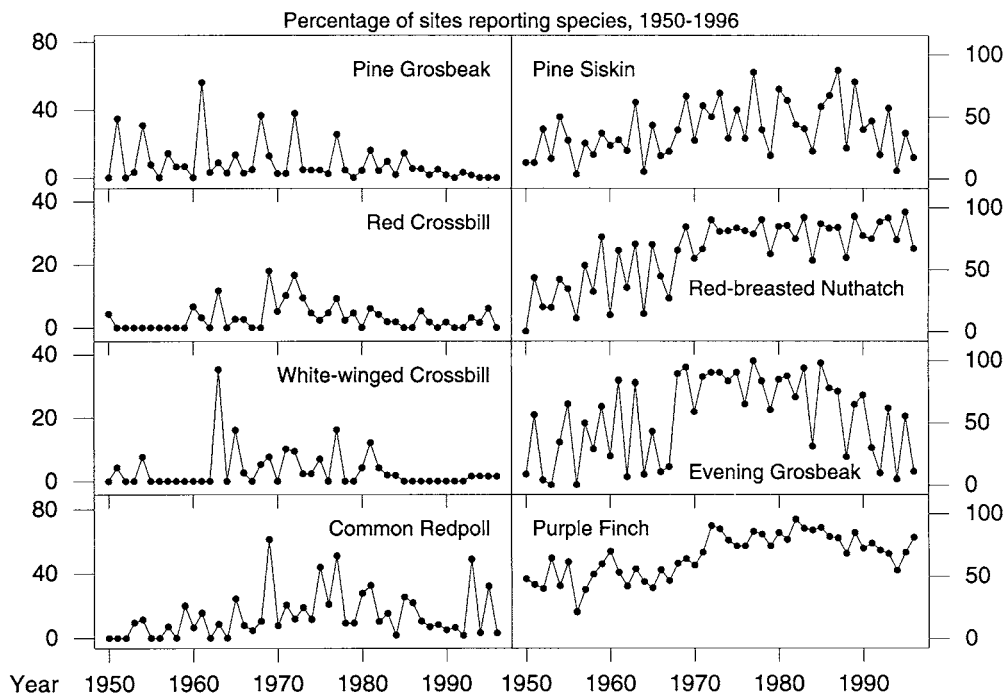 Percentage of sites reporting species, 1950-1996
80
40
0
Pine Grosbeak
Pine Siskin
100
50
0
40
20
0
Red Crossbill
Red-breasted Nuthatch
100
50
0
40
20
0
White-winged Crossbill
Evening Grosbeak
100
50
0
80
40
0
Common Redpoll
Purple Finch
100
50
0
Year 1950 1960 1970 1980 1990 1950 1960 1970 1980 1990